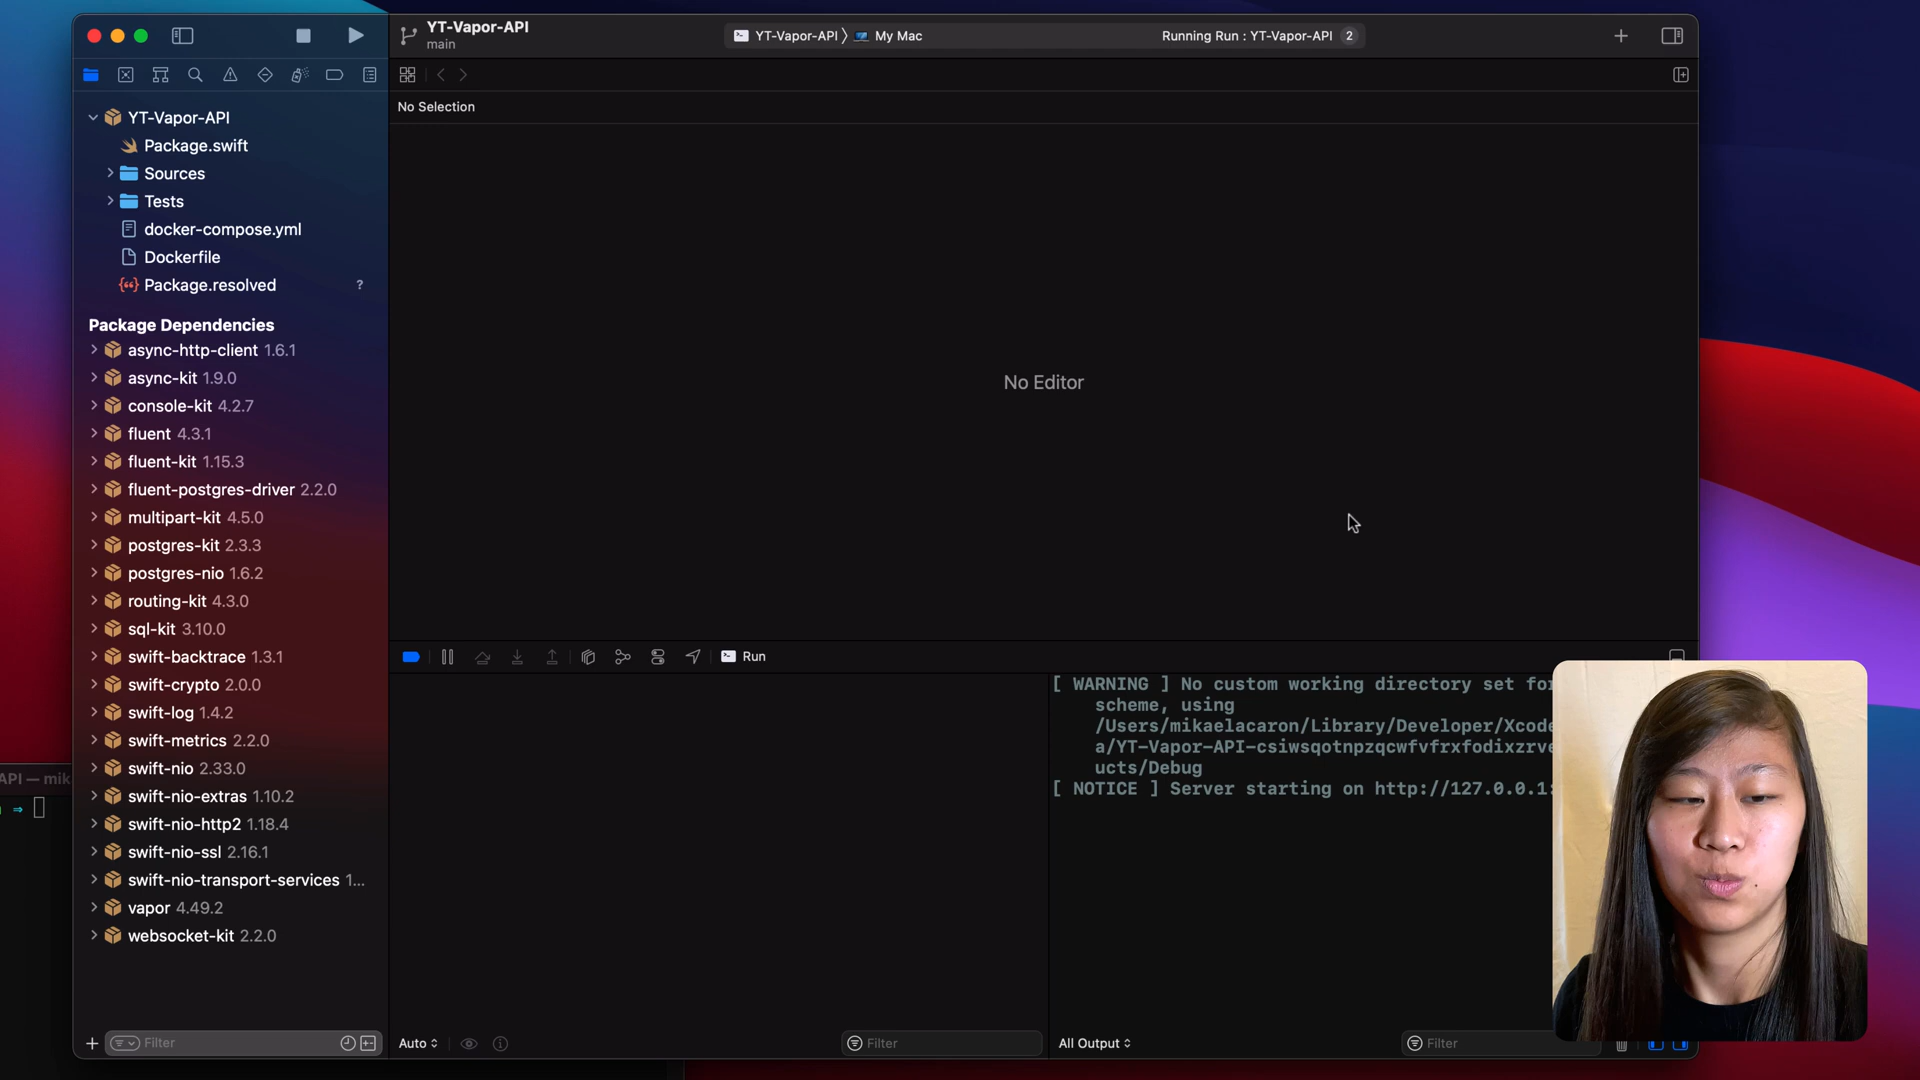 YT-Vapor-API
main
YT-Vapor-API
My Mac
Running Run : YT-Vapor-API
2
No Selection
YT-Vapor-API
Package.swift
Sources
Tests
docker-compose.yml
Dockerfile
Package.resolved
?
Package Dependencies
async-http-client 1.6.1
async-kit 1.9.0
console-kit 4.2.7
fluent 4.3.1
fluent-kit 1.15.3
fluent-postgres-driver 2.2.0
multipart-kit 4.5.0
postgres-kit 2.3.3
postgres-nio 1.6.2
routing-kit 4.3.0
sql-kit 3.10.0
swift-backtrace 1.3.1
swift-crypto 2.0.0
swift-log 1.4.2
swift-metrics 2.2.0
swift-nio 2.33.0
swift-nio-extras 1.10.2
swift-nio-http2 1.18.4
swift-nio-ssl 2.16.1
swift-nio-transport-services 1...
vapor 4.49.2
websocket-kit 2.2.0
Filter
No Editor
Run
[ WARNING ] No custom working directory set for
scheme, using
/Users/mikaelacaron/Library/Developer/Xcode
a/YT-Vapor-API-csiwsqotnpzqcwfvfrxfodixzrve
ucts/Debug
[ NOTICE ] Server starting on http://127.0.0.1:
Auto
Filter
All Output
Filter
API — mik